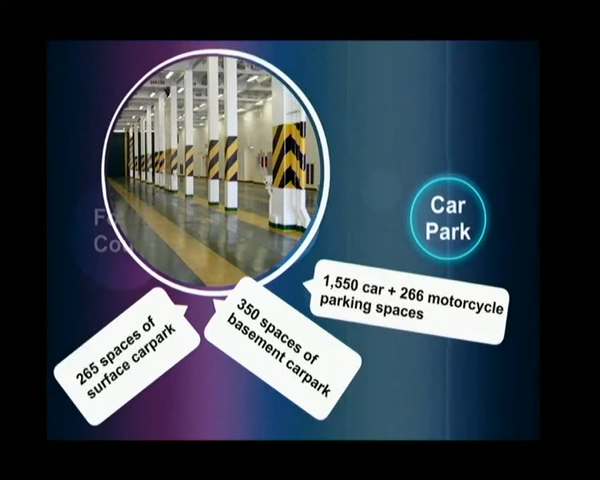 Car
Park
1,550 car + 266 motorcycle
parking spaces
350 spaces of
basement carpark
265 spaces of
surface carpark